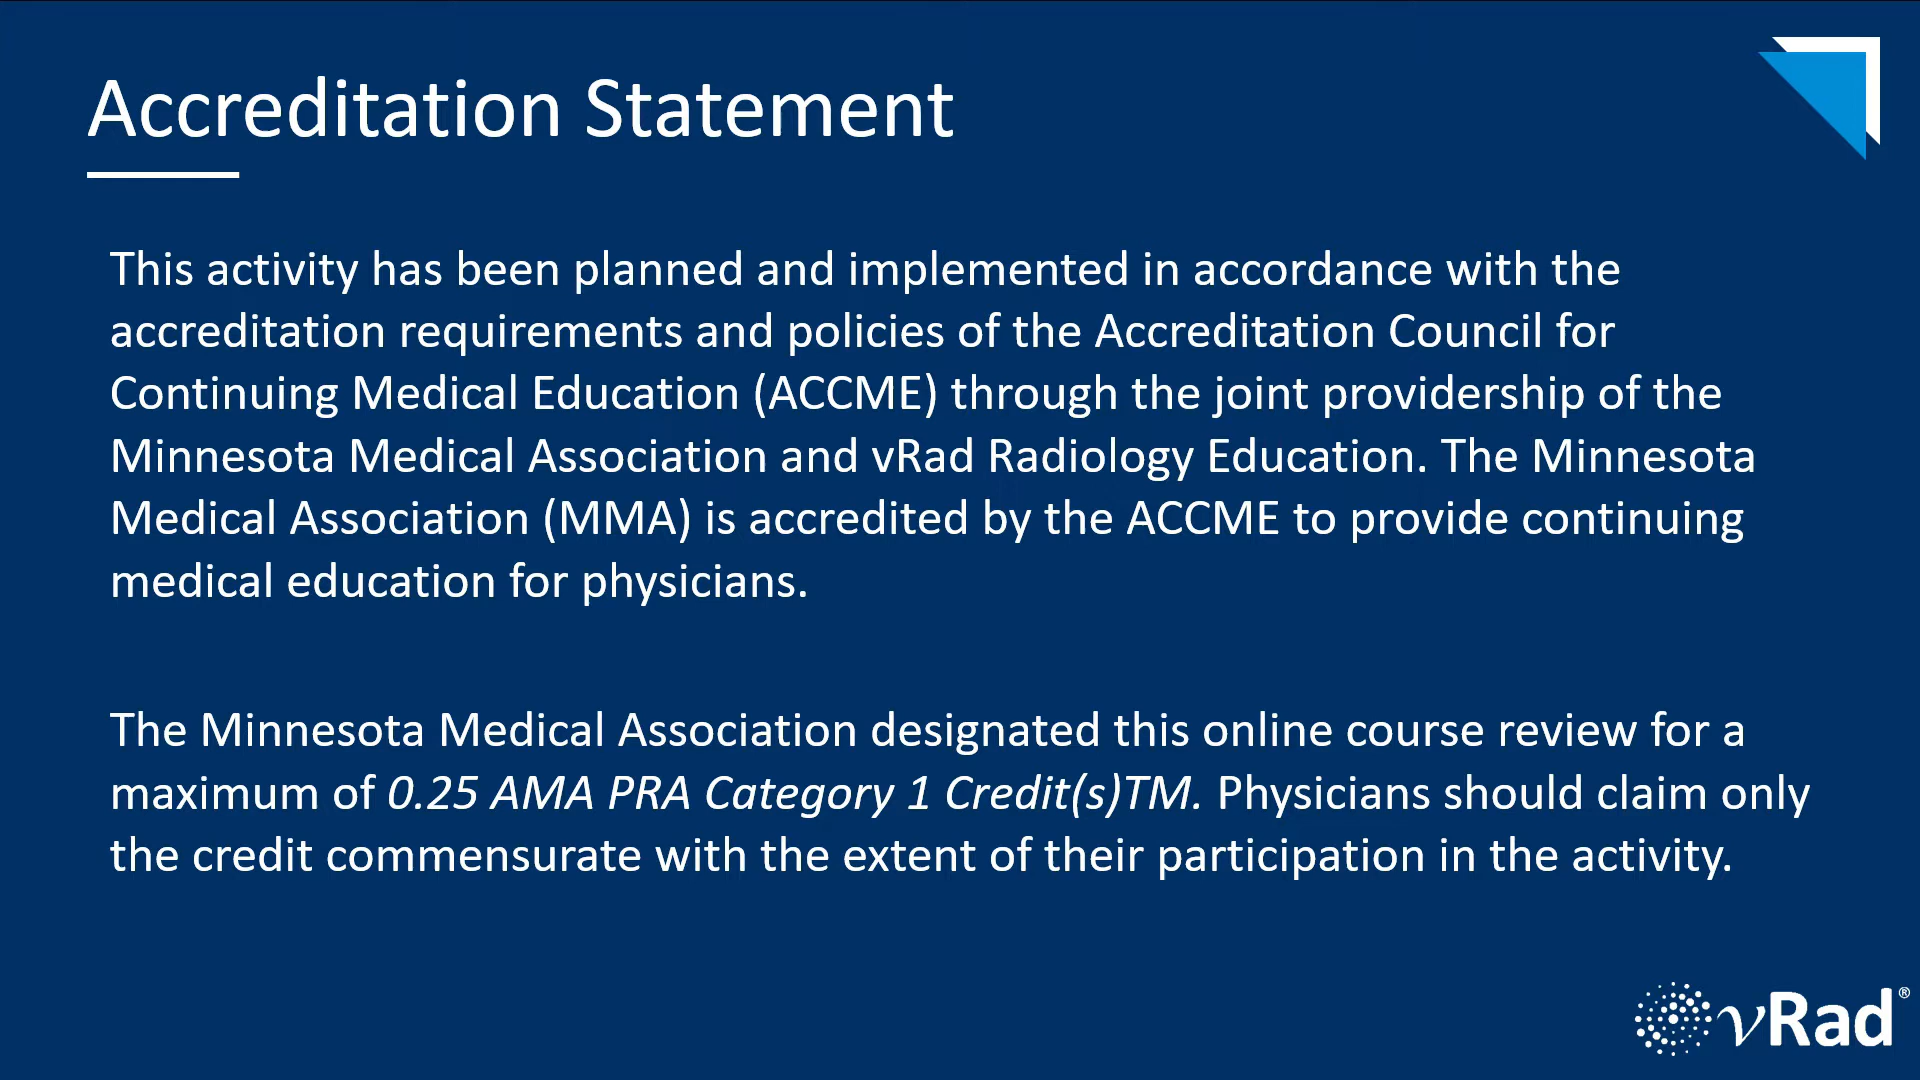 Accreditation Statement
This activity has been planned and implemented in accordance with the
accreditation requirements and policies of the Accreditation Council for
Continuing Medical Education (ACCME) through the joint providership of the
Minnesota Medical Association and vRad Radiology Education. The Minnesota
Medical Association (MMA) is accredited by the ACCME to provide continuing
medical education for physicians.
The Minnesota Medical Association designated this online course review for a
maximum of 0.25 AMA PRA Category 1 Credit(s)TM. Physicians should claim only
the credit commensurate with the extent of their participation in the activity.
vRad®